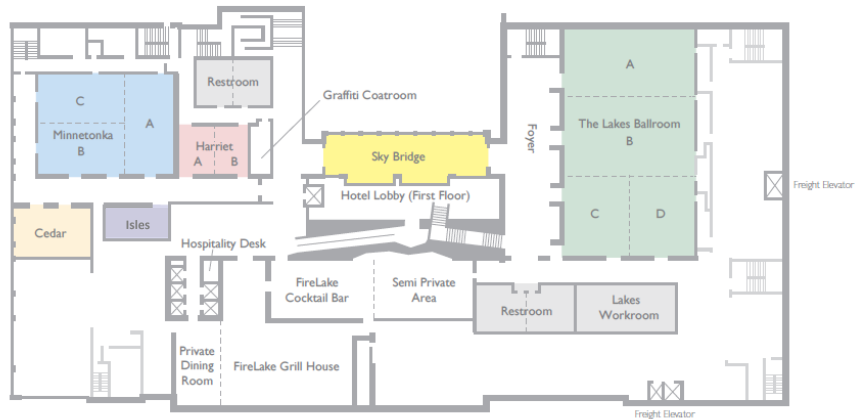 Restroom
Graffiti Coatroom
C
A
Minnetonka
B
Harriet
A B
Sky Bridge
Foyer
A
The Lakes Ballroom
B
C D
Freight Elevator
Hotel Lobby (First Floor)
Cedar
Isles
Hospitality Desk
FireLake
Cocktail Bar
Semi Private
Area
Restroom
Lakes
Workroom
Private
Dining
Room
FireLake Grill House
Freight Elevator